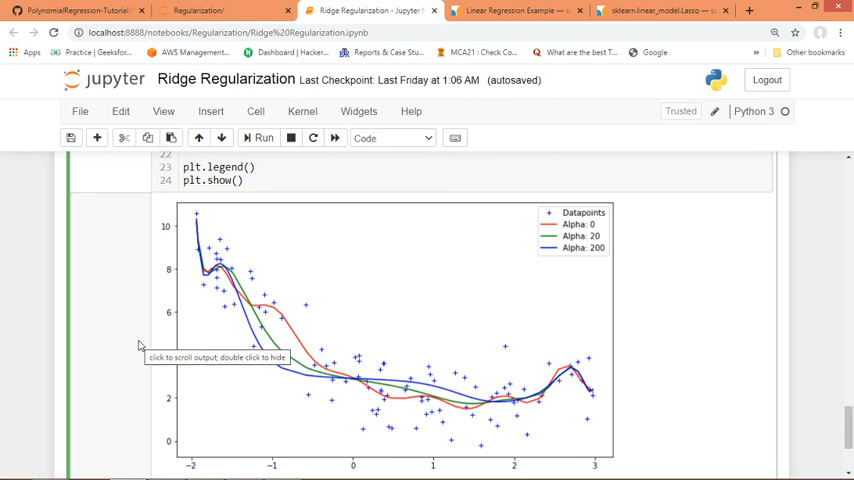 PolynomialRegression-Tutorial/
Regularization/
Ridge Regularization - Jupyter N
Linear Regression Example —
sklearn.linear_model.Lasso —
localhost:8888/notebooks/Regularization/Ridge%20Regularization.ipynb
Apps
Practice | Geeksfor...
AWS Management...
Dashboard | Hacker...
Reports & Case Stu...
MCA21 : Check Co...
What are the best T...
Google
Other bookmarks
jupyter Ridge Regularization Last Checkpoint: Last Friday at 1:06 AM (autosaved)
Logout
File Edit View Insert Cell Kernel Widgets Help
Trusted
Python 3
Run
Code
22
23 plt.legend()
24 plt.show()
Datapoints
Alpha: 0
Alpha: 20
Alpha: 200
10
8
6
click to scroll output; double click to hide
2
0
−2 −1 0 1 2 3